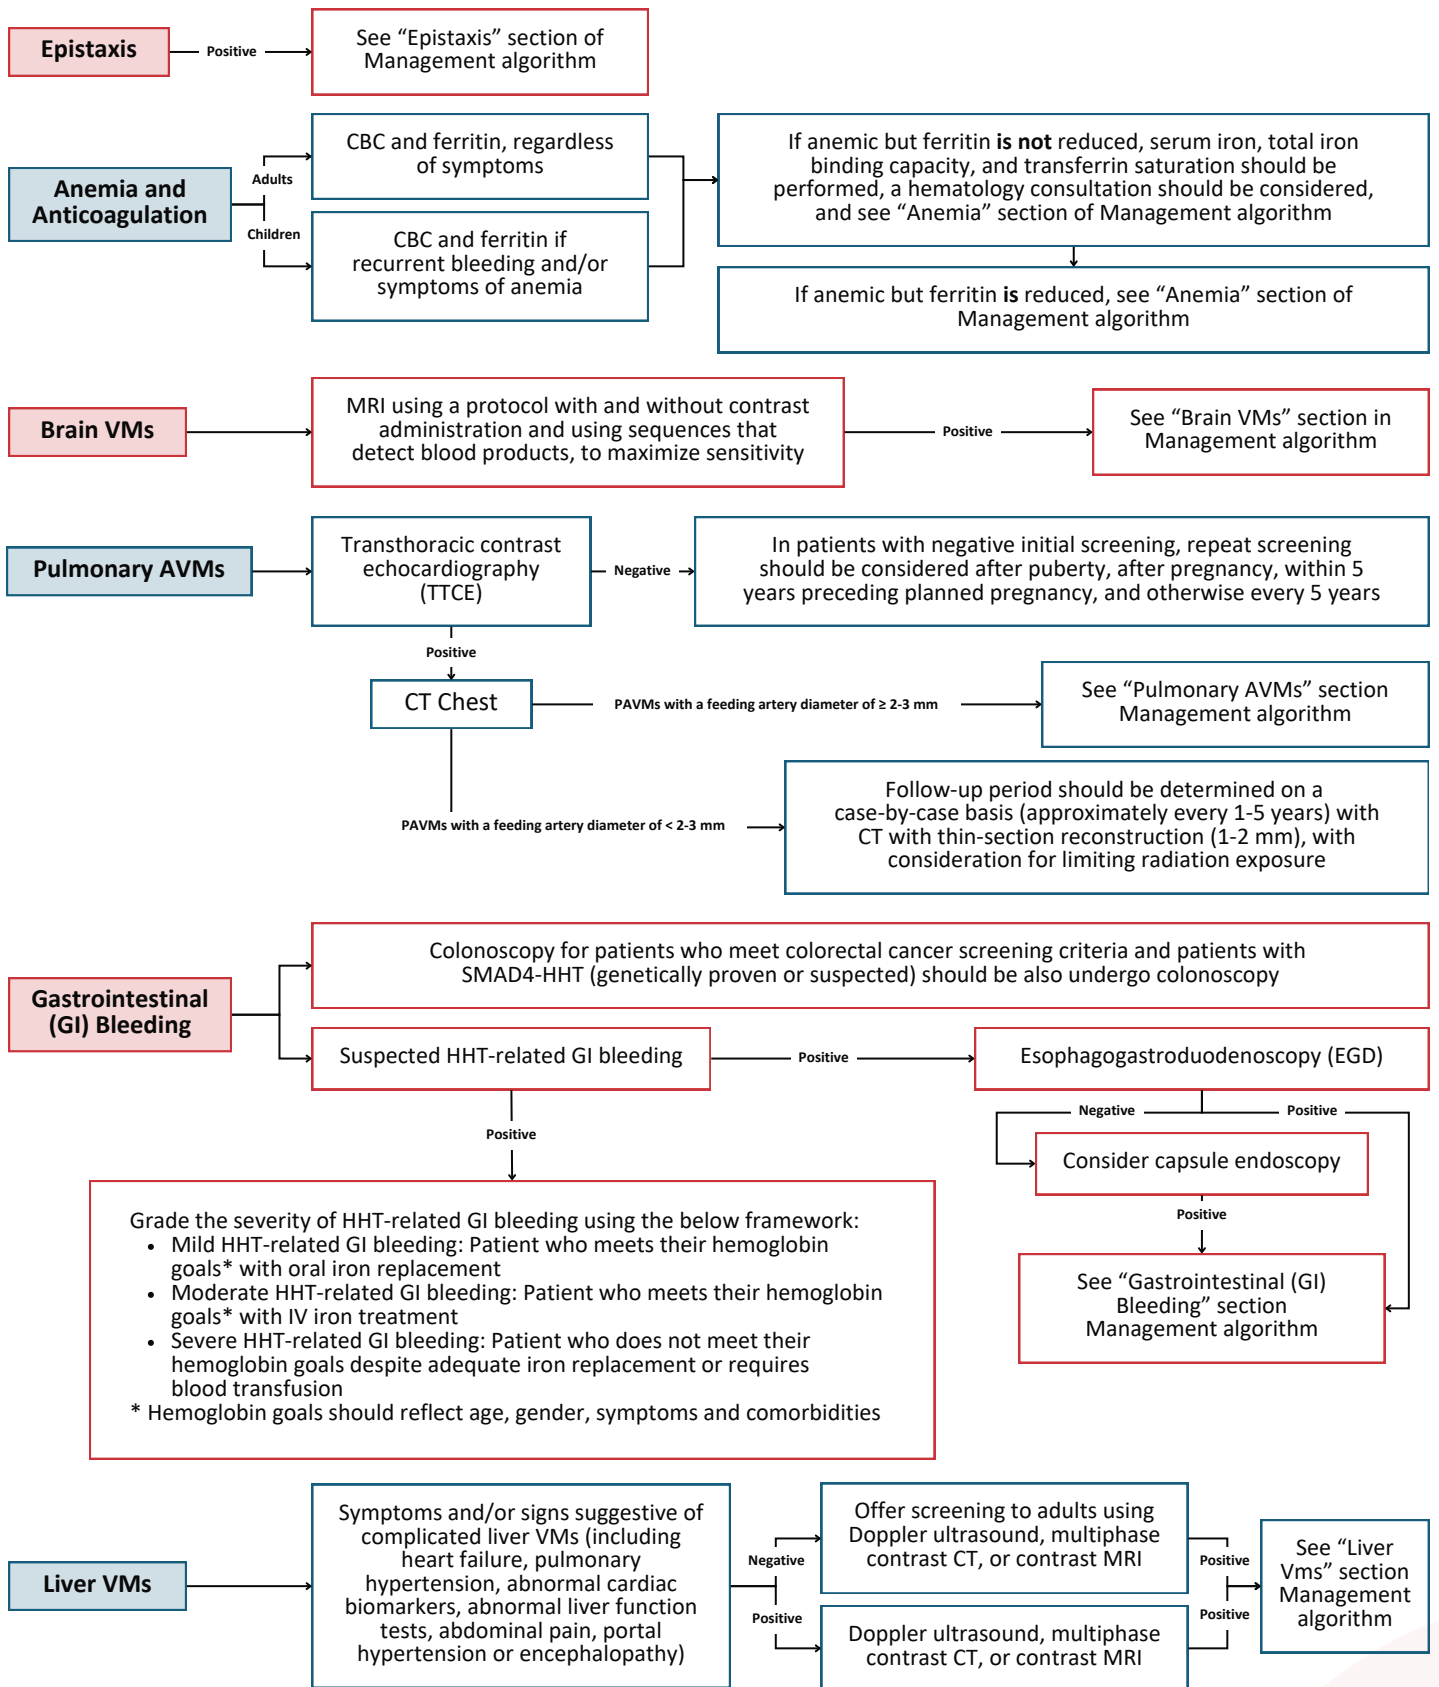 Epistaxis
Positive
See “Epistaxis” section of
Management algorithm
Anemia and
Anticoagulation
Adults
Children
CBC and ferritin, regardless
of symptoms
CBC and ferritin if
recurrent bleeding and/or
symptoms of anemia
If anemic but ferritin is not reduced, serum iron, total iron
binding capacity, and transferrin saturation should be
performed, a hematology consultation should be considered,
and see “Anemia” section of Management algorithm
If anemic but ferritin is reduced, see “Anemia” section of
Management algorithm
Brain VMs
MRI using a protocol with and without contrast
administration and using sequences that
detect blood products, to maximize sensitivity
Positive
See “Brain VMs” section in
Management algorithm
Pulmonary AVMs
Transthoracic contrast
echocardiography
(TTCE)
Negative
In patients with negative initial screening, repeat screening
should be considered after puberty, after pregnancy, within 5
years preceding planned pregnancy, and otherwise every 5 years
Positive
CT Chest
PAVMs with a feeding artery diameter of ≥ 2-3 mm
See “Pulmonary AVMs” section
Management algorithm
PAVMs with a feeding artery diameter of < 2-3 mm
Follow-up period should be determined on a
case-by-case basis (approximately every 1-5 years) with
CT with thin-section reconstruction (1-2 mm), with
consideration for limiting radiation exposure
Gastrointestinal
(GI) Bleeding
Colonoscopy for patients who meet colorectal cancer screening criteria and patients with
SMAD4-HHT (genetically proven or suspected) should be also undergo colonoscopy
Suspected HHT-related GI bleeding
Positive
Esophagogastroduodenoscopy (EGD)
Negative
Positive
Consider capsule endoscopy
Positive
See “Gastrointestinal (GI)
Bleeding” section
Management algorithm
Positive
Grade the severity of HHT-related GI bleeding using the below framework:
• Mild HHT-related GI bleeding: Patient who meets their hemoglobin
goals* with oral iron replacement
• Moderate HHT-related GI bleeding: Patient who meets their hemoglobin
goals* with IV iron treatment
• Severe HHT-related GI bleeding: Patient who does not meet their
hemoglobin goals despite adequate iron replacement or requires
blood transfusion
* Hemoglobin goals should reflect age, gender, symptoms and comorbidities
Liver VMs
Symptoms and/or signs suggestive of
complicated liver VMs (including
heart failure, pulmonary
hypertension, abnormal cardiac
biomarkers, abnormal liver function
tests, abdominal pain, portal
hypertension or encephalopathy)
Negative
Positive
Offer screening to adults using
Doppler ultrasound, multiphase
contrast CT, or contrast MRI
Doppler ultrasound, multiphase
contrast CT, or contrast MRI
Positive
Positive
See “Liver
Vms” section
Management
algorithm